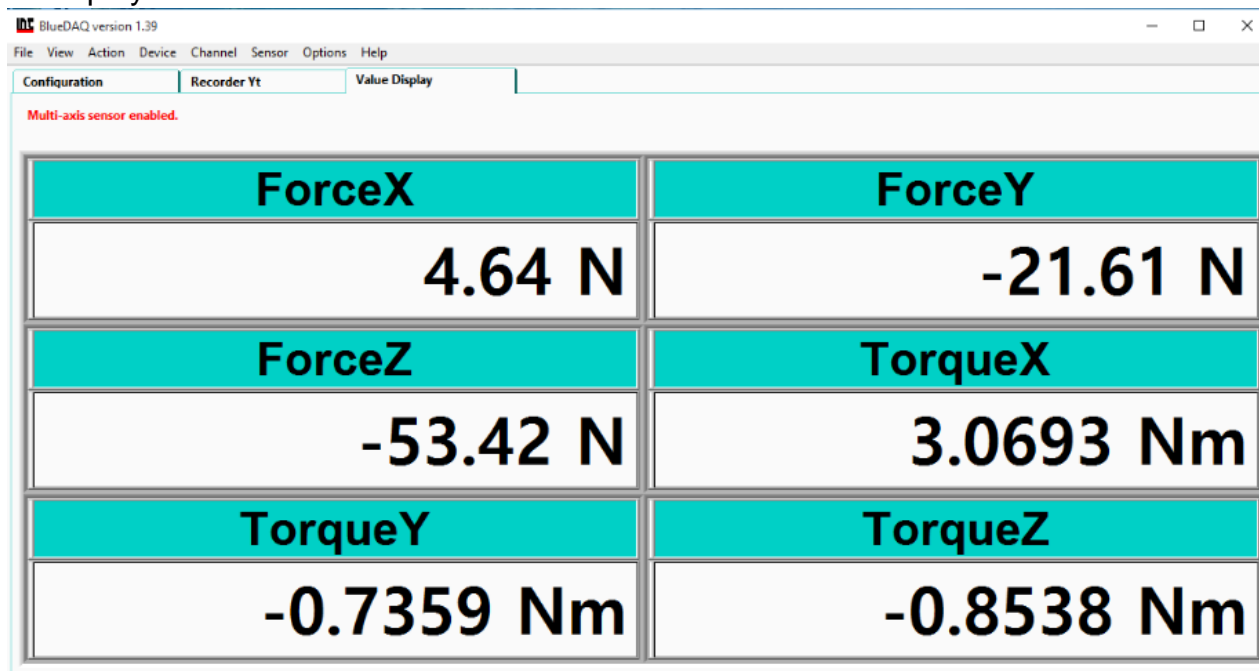 BlueDAQ version 1.39
File View Action Device Channel Sensor Options Help
Configuration Recorder Yt Value Display
Multi-axis sensor enabled.
ForceX ForceY
4.64 N -21.61 N
ForceZ TorqueX
-53.42 N 3.0693 Nm
TorqueY TorqueZ
-0.7359 Nm -0.8538 Nm